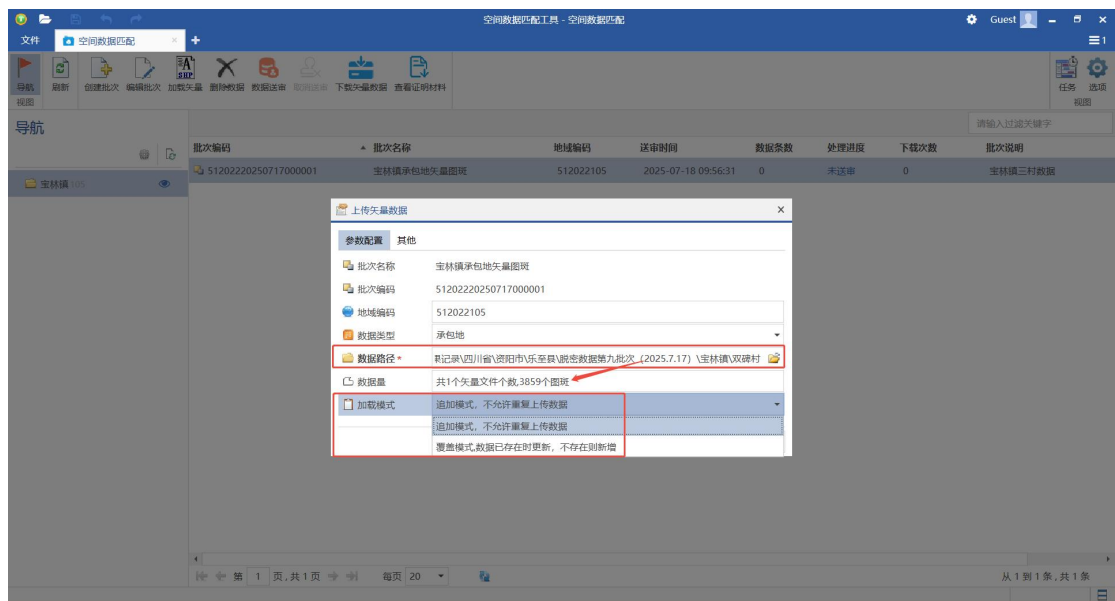 空间数据匹配工具 - 空间数据匹配
Guest
文件
空间数据匹配
1
导航
刷新
创建批次
编辑批次
加载矢量
删除数据
数据送审
取消送审
下载矢量数据
查看证明材料
任务
选项
视图
视图
导航
请输入过滤关键字
批次编码 批次名称 地域编码 送审时间 数据条数 处理进度 下载次数 批次说明
51202220250717000001 宝林镇承包地矢量图斑 512022105 2025-07-18 09:56:31 0 未送审 0 宝林镇三村数据
宝林镇 105
上传矢量数据
参数配置 其他
批次名称 宝林镇承包地矢量图斑
批次编码 51202220250717000001
地域编码 512022105
数据类型 承包地
数据路径* 记录\四川省\资阳市\乐至县\脱密数据第九批次（2025.7.17）\宝林镇\双碑村
数据量 共1个矢量文件个数,3859个图斑
加载模式 追加模式，不允许重复上传数据
追加模式，不允许重复上传数据
覆盖模式,数据已存在时更新，不存在则新增
第 1 页,共1页 每页 20 从1到1条,共1条